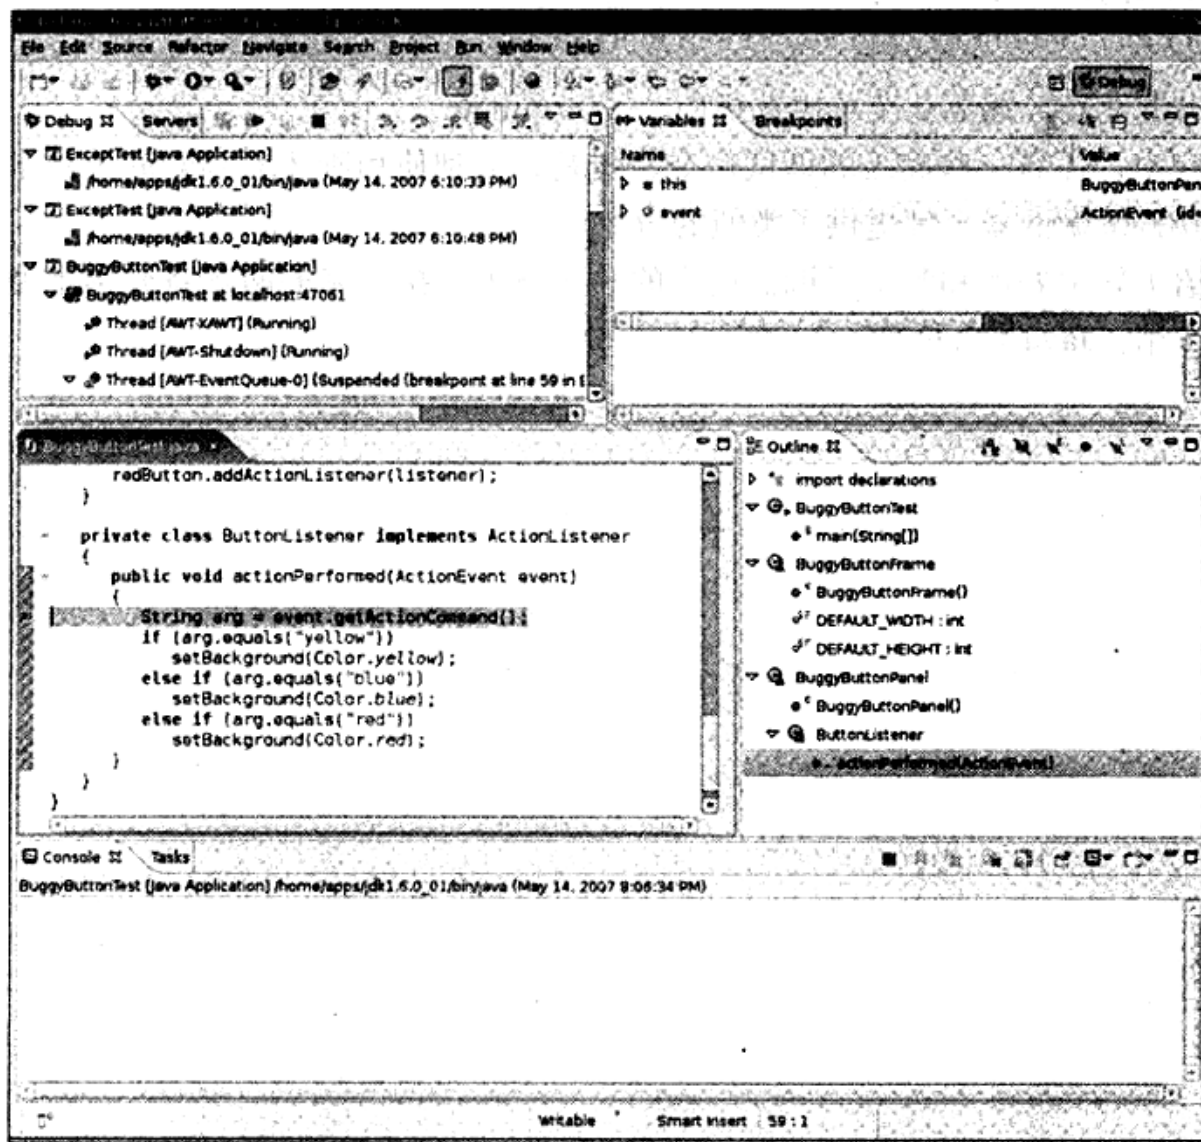 File Edit Source Refactor Navigate Search Project Run Window Help
Debug
Debug Servers
ExceptTest [Java Application]
/home/apps/jdk1.6.0_01/bin/java (May 14, 2007 6:10:33 PM)
ExceptTest [Java Application]
/home/apps/jdk1.6.0_01/bin/java (May 14, 2007 6:10:48 PM)
BuggyButtonTest [Java Application]
BuggyButtonTest at localhost:47061
Thread [AWT-XAWT] (Running)
Thread [AWT-Shutdown] (Running)
Thread [AWT-EventQueue-0] (Suspended (breakpoint at line 59 in
Variables Breakpoints
Name Value
this BuggyButtonPan
event ActionEvent (id=
BuggyButtonTest.java
redButton.addActionListener(listener);
}
private class ButtonListener implements ActionListener
{
public void actionPerformed(ActionEvent event)
{
String arg = event.getActionCommand();
if (arg.equals("yellow"))
setBackground(Color.yellow);
else if (arg.equals("blue"))
setBackground(Color.blue);
else if (arg.equals("red"))
setBackground(Color.red);
}
}
}
Outline
import declarations
BuggyButtonTest
main(String[])
BuggyButtonFrame
BuggyButtonFrame()
DEFAULT_WIDTH : int
DEFAULT_HEIGHT : int
BuggyButtonPanel
BuggyButtonPanel()
ButtonListener
actionPerformed(ActionEvent)
Console Tasks
BuggyButtonTest [Java Application] /home/apps/jdk1.6.0_01/bin/java (May 14, 2007 8:06:34 PM)
Writable Smart Insert 59 : 1